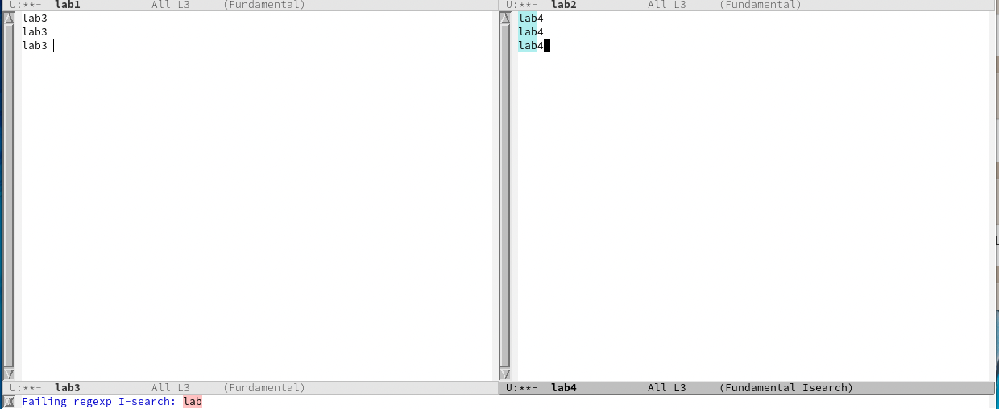 U:**- lab1 All L3 (Fundamental)
U:**- lab2 All L3 (Fundamental)
lab3
lab3
lab3
lab4
lab4
lab4
U:**- lab3 All L3 (Fundamental)
U:**- lab4 All L3 (Fundamental Isearch)
Failing regexp I-search: lab